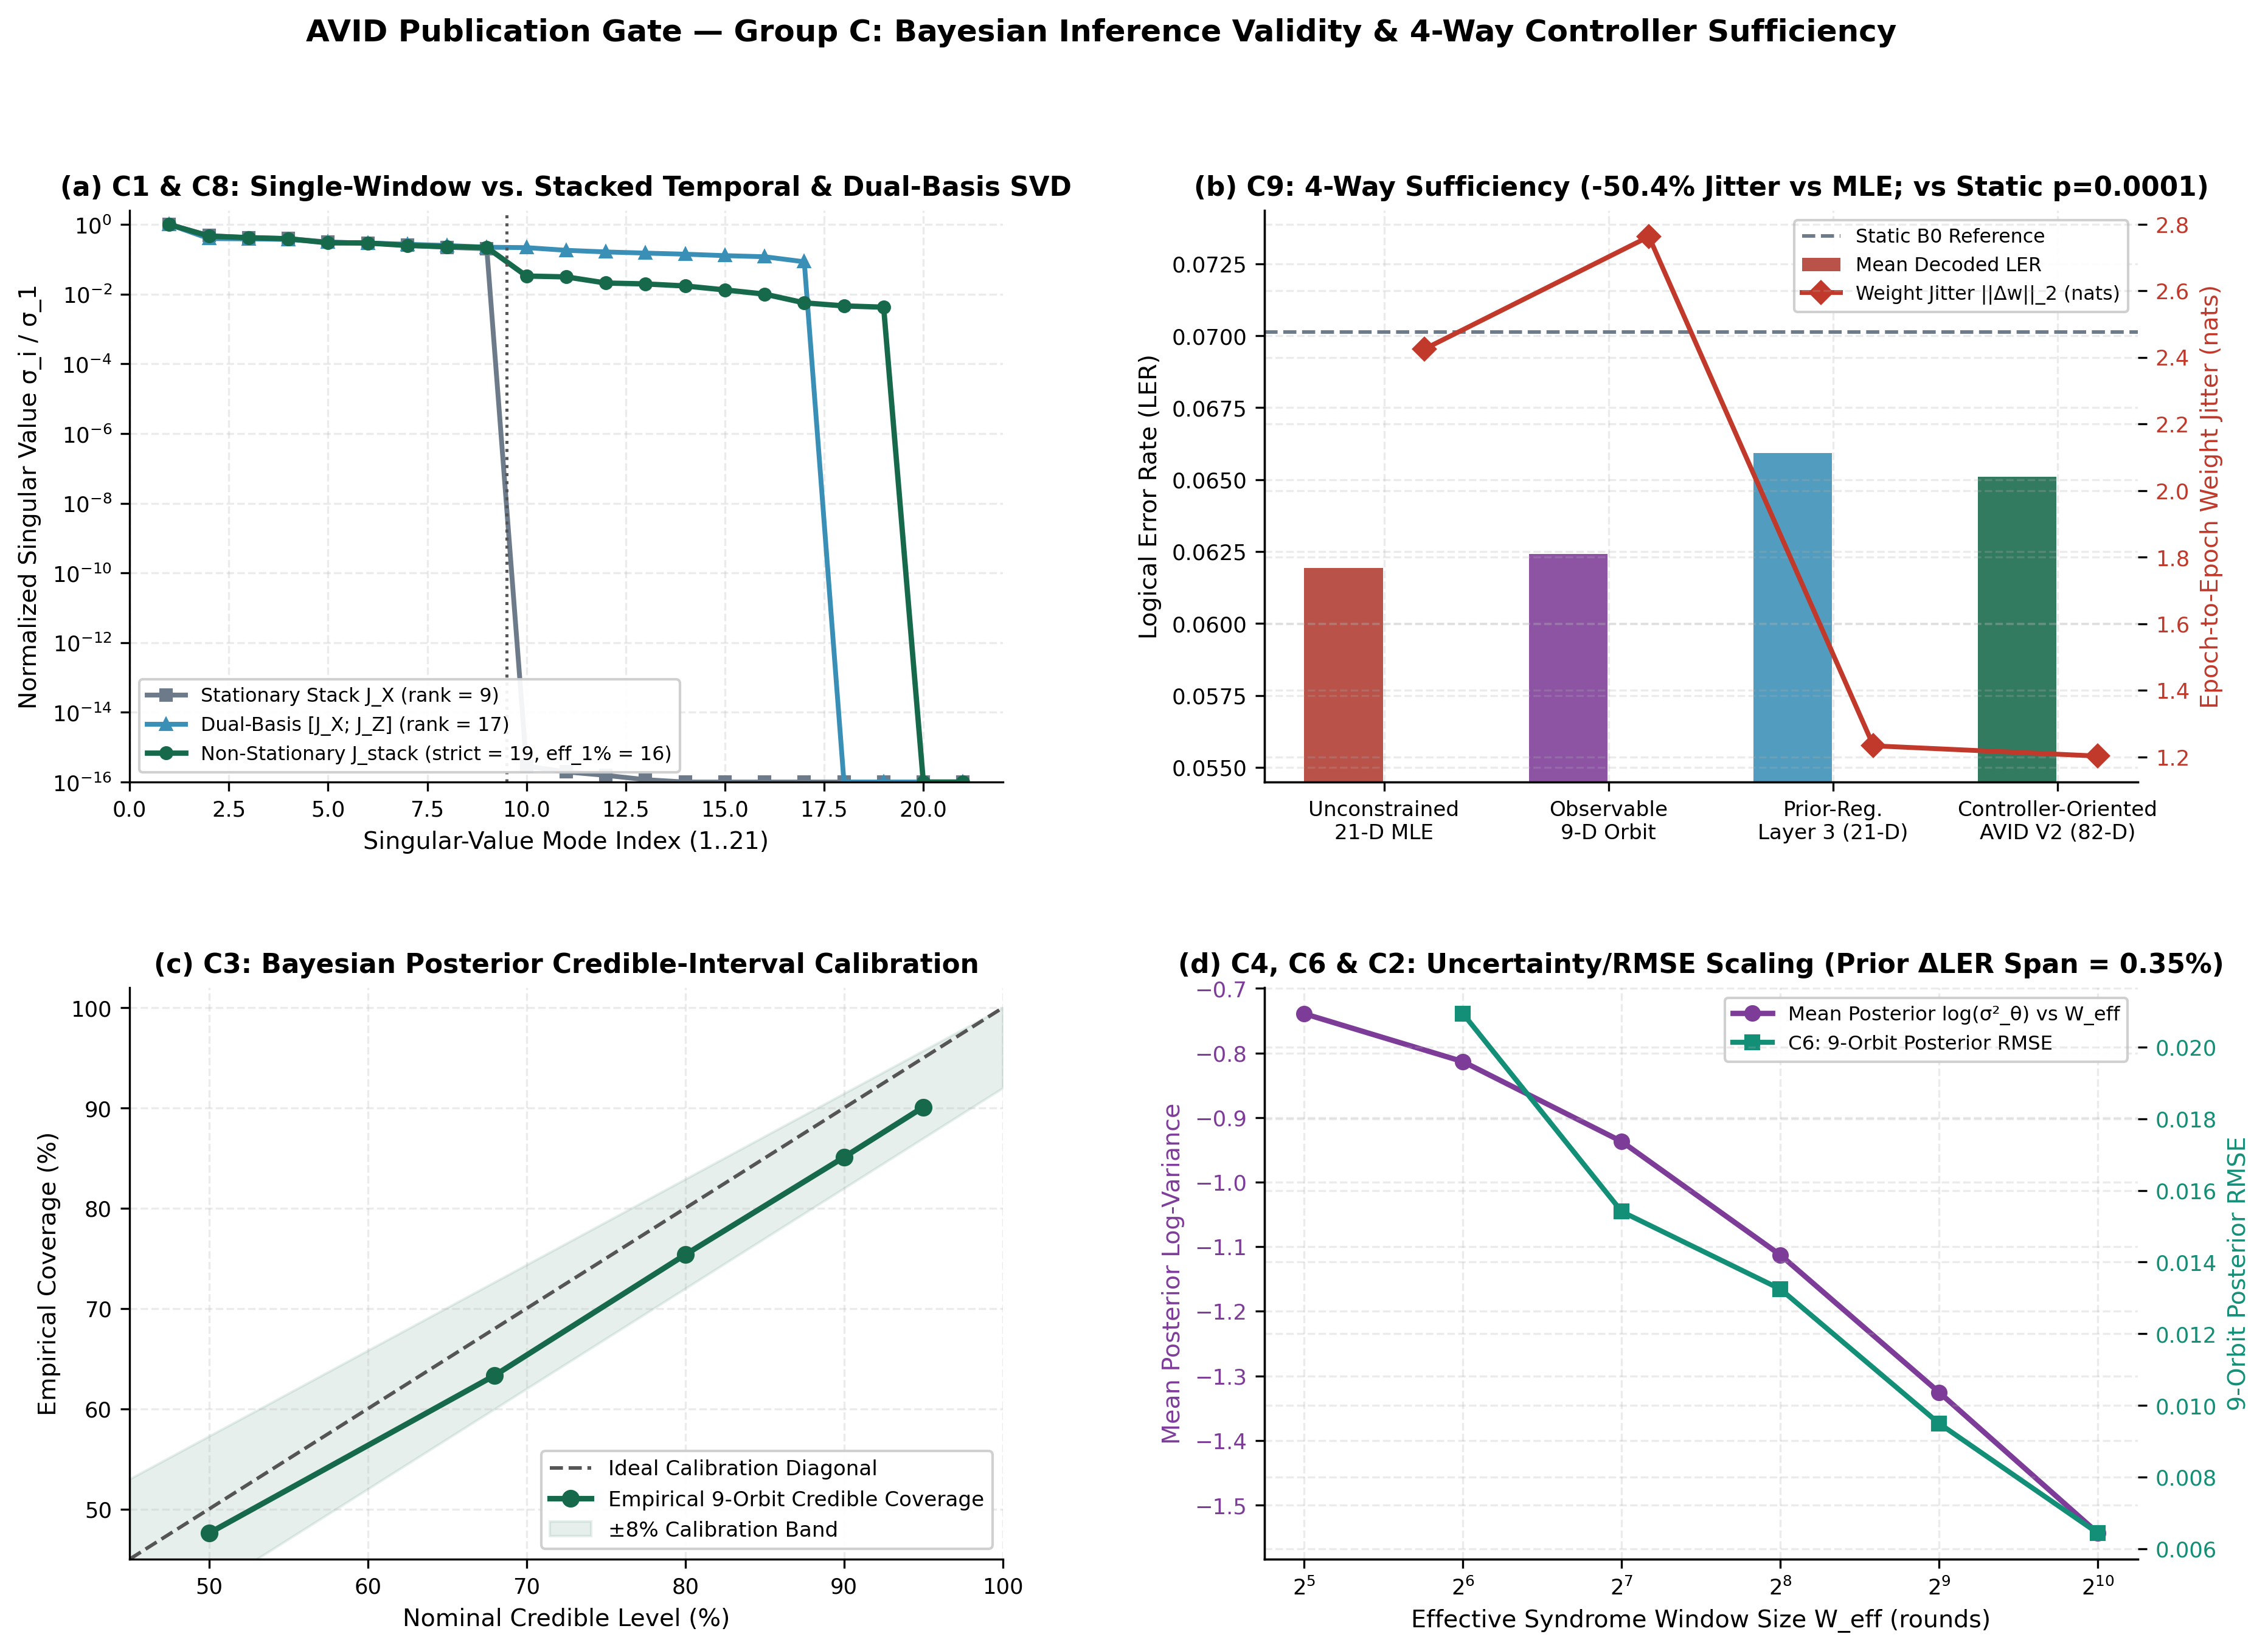 AVID Publication Gate — Group C: Bayesian Inference Validity & 4-Way Controller Sufficiency
(a) C1 & C8: Single-Window vs. Stacked Temporal & Dual-Basis SVD
Normalized Singular Value σ_i / σ_1
10⁰
10⁻²
10⁻⁴
10⁻⁶
10⁻⁸
10⁻¹⁰
10⁻¹²
10⁻¹⁴
10⁻¹⁶
Stationary Stack J_X (rank = 9)
Dual-Basis [J_X; J_Z] (rank = 17)
Non-Stationary J_stack (strict = 19, eff_1% = 16)
0.0 2.5 5.0 7.5 10.0 12.5 15.0 17.5 20.0
Singular-Value Mode Index (1..21)
(b) C9: 4-Way Sufficiency (-50.4% Jitter vs MLE; vs Static p=0.0001)
Logical Error Rate (LER)
0.0725
0.0700
0.0675
0.0650
0.0625
0.0600
0.0575
0.0550
Static B0 Reference
Mean Decoded LER
Weight Jitter ||Δw||_2 (nats)
2.8
2.6
2.4
2.2
2.0
1.8
1.6
1.4
1.2
Epoch-to-Epoch Weight Jitter (nats)
Unconstrained
21-D MLE
Observable
9-D Orbit
Prior-Reg.
Layer 3 (21-D)
Controller-Oriented
AVID V2 (82-D)
(c) C3: Bayesian Posterior Credible-Interval Calibration
Empirical Coverage (%)
100
90
80
70
60
50
Ideal Calibration Diagonal
Empirical 9-Orbit Credible Coverage
±8% Calibration Band
50 60 70 80 90 100
Nominal Credible Level (%)
(d) C4, C6 & C2: Uncertainty/RMSE Scaling (Prior ΔLER Span = 0.35%)
Mean Posterior Log-Variance
−0.7
−0.8
−0.9
−1.0
−1.1
−1.2
−1.3
−1.4
−1.5
Mean Posterior log(σ²_θ) vs W_eff
C6: 9-Orbit Posterior RMSE
0.020
0.018
0.016
0.014
0.012
0.010
0.008
0.006
9-Orbit Posterior RMSE
2⁵ 2⁶ 2⁷ 2⁸ 2⁹ 2¹⁰
Effective Syndrome Window Size W_eff (rounds)